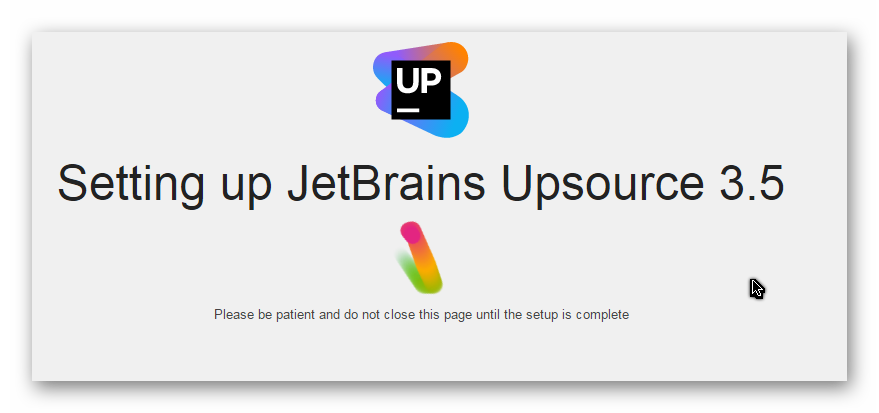 UP
Setting up JetBrains Upsource 3.5
Please be patient and do not close this page until the setup is complete